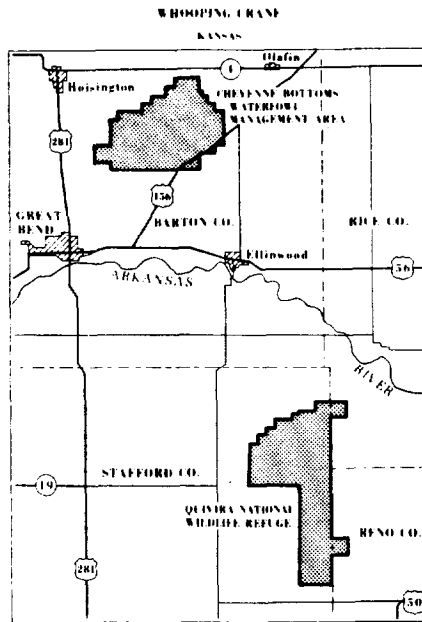 WHOOPING CRANE
KANSAS
4
Olafin
Hoisington
CHEYENNE BOTTOMS
WATERFOWL
MANAGEMENT AREA
281
156
GREAT
BEND
BARTON CO.
RICE CO.
Ellinwood
56
ARKANSAS
RIVER
STAFFORD CO.
19
QUIVIRA NATIONAL
WILDLIFE REFUGE
RENO CO.
281
50